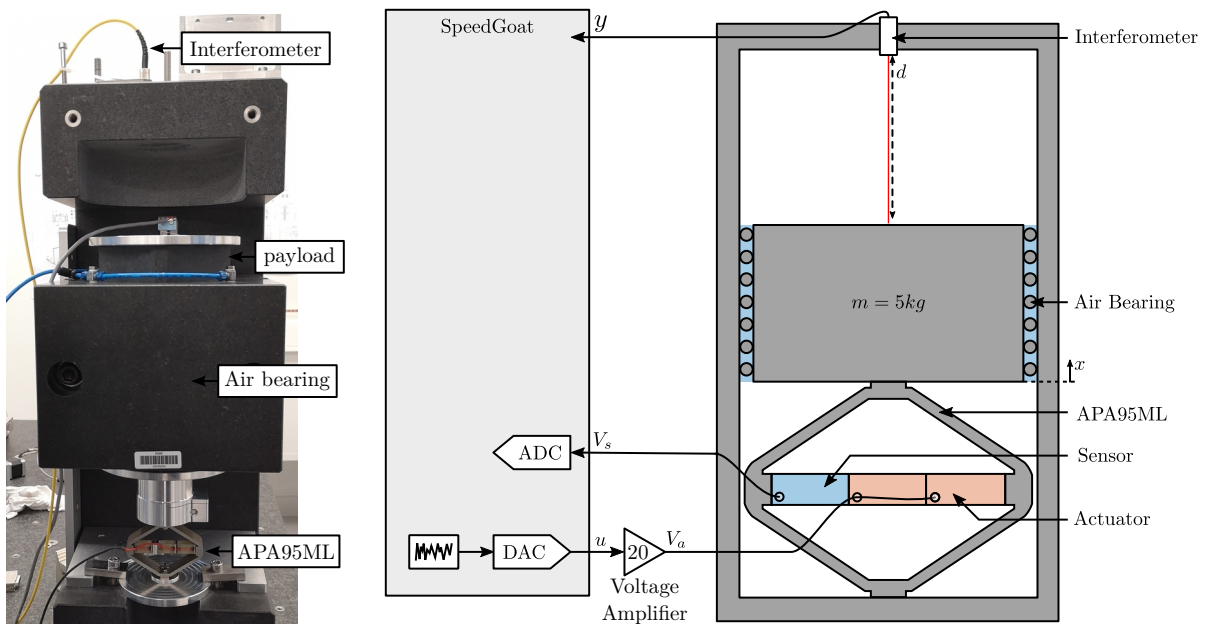 Interferometer
payload
Air bearing
APA95ML
SpeedGoat
y
Interferometer
d
m = 5kg
Air Bearing
x
APA95ML
ADC
V_s
Sensor
Actuator
DAC
u
20
V_a
Voltage
Amplifier